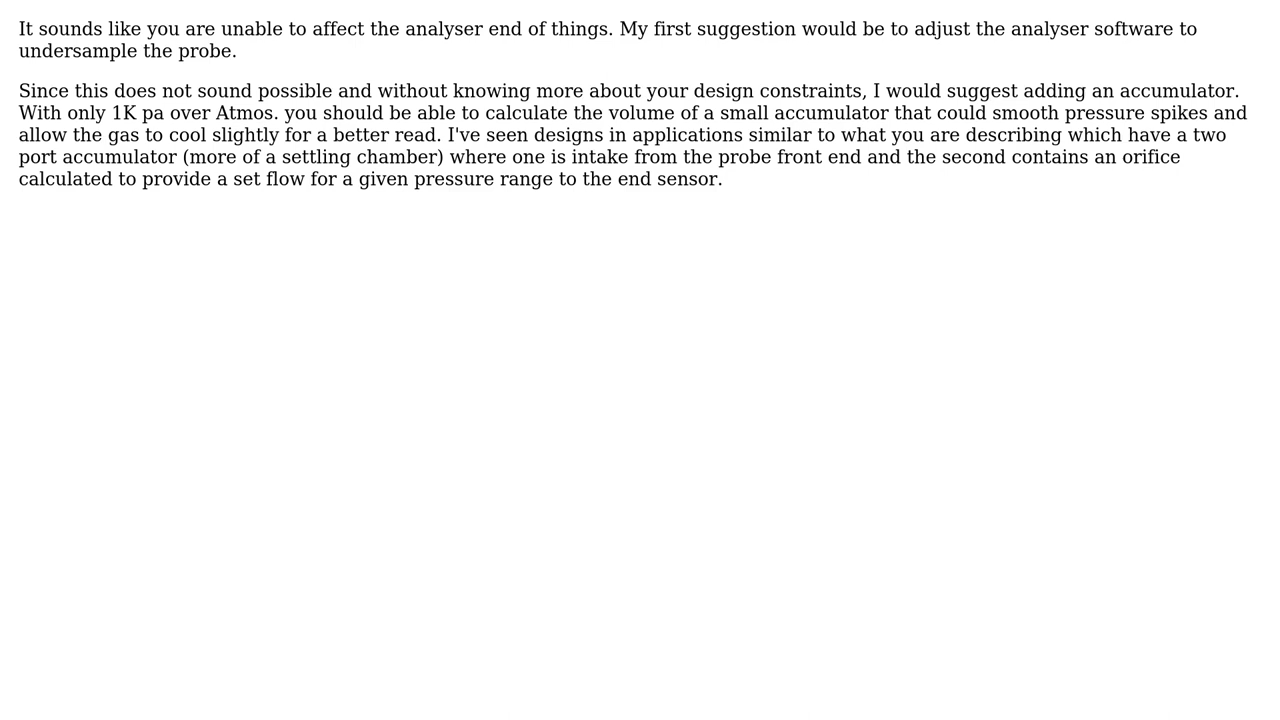 It sounds like you are unable to affect the analyser end of things. My first suggestion would be to adjust the analyser software to
undersample the probe.
Since this does not sound possible and without knowing more about your design constraints, I would suggest adding an accumulator.
With only 1K pa over Atmos. you should be able to calculate the volume of a small accumulator that could smooth pressure spikes and
allow the gas to cool slightly for a better read. I've seen designs in applications similar to what you are describing which have a two
port accumulator (more of a settling chamber) where one is intake from the probe front end and the second contains an orifice
calculated to provide a set flow for a given pressure range to the end sensor.